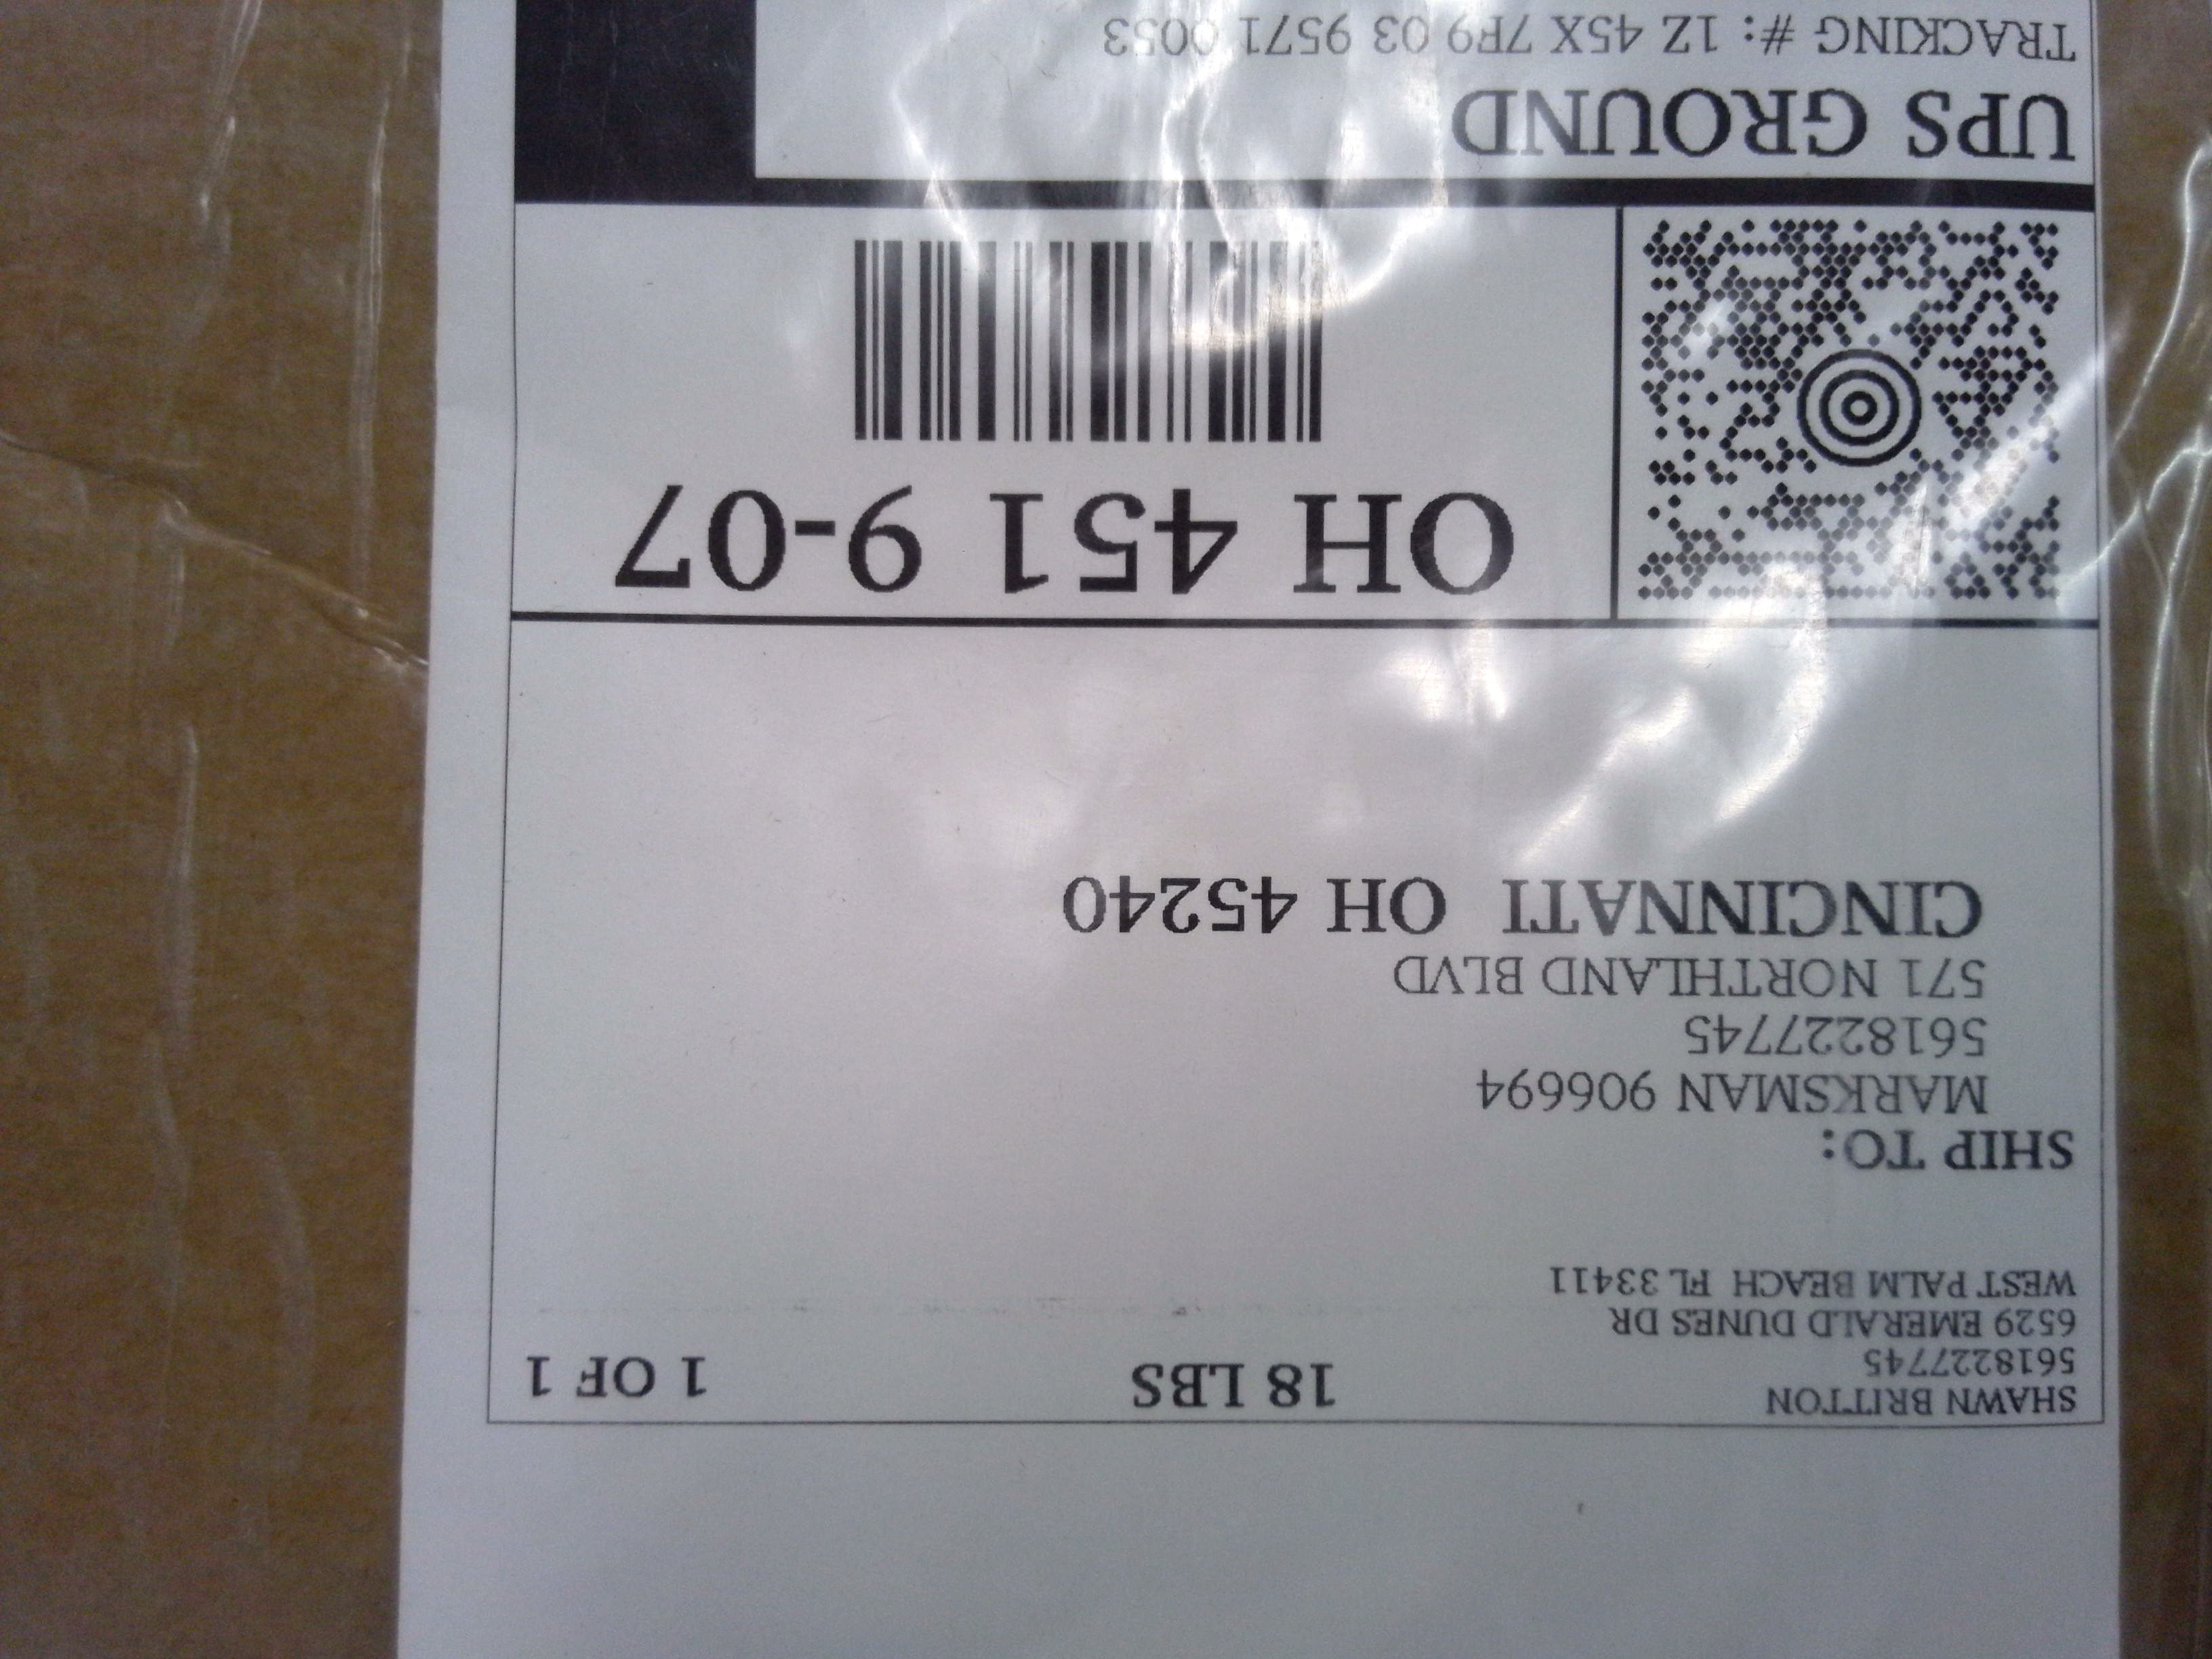 SHAWN BRITTON
5618227745
6529 EMERALD DUNES DR
WEST PALM BEACH FL 33411
18 LBS
1 OF 1
SHIP TO:
MARKSMAN 906694
5618227745
571 NORTHLAND BLVD
CINCINNATI OH 45240
OH 451 9-07
UPS GROUND
TRACKING #: 1Z 45X 7F9 03 9571 0053